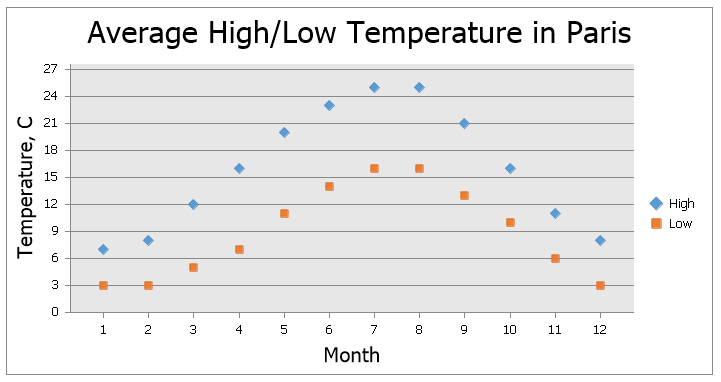 Average High/Low Temperature in Paris
Temperature, C
27
24
21
18
15
12
9
6
3
0
1 2 3 4 5 6 7 8 9 10 11 12
Month
High
Low